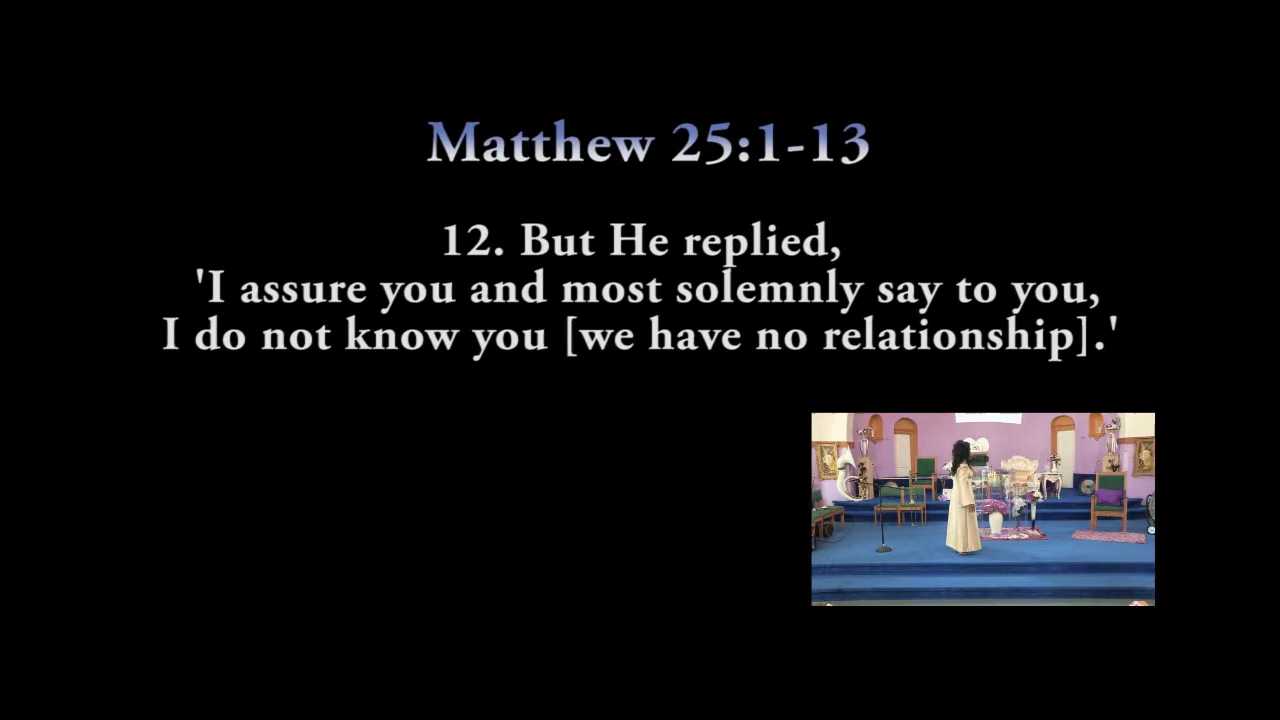 Matthew 25:1-13
12. But He replied,
'I assure you and most solemnly say to you,
I do not know you [we have no relationship].'